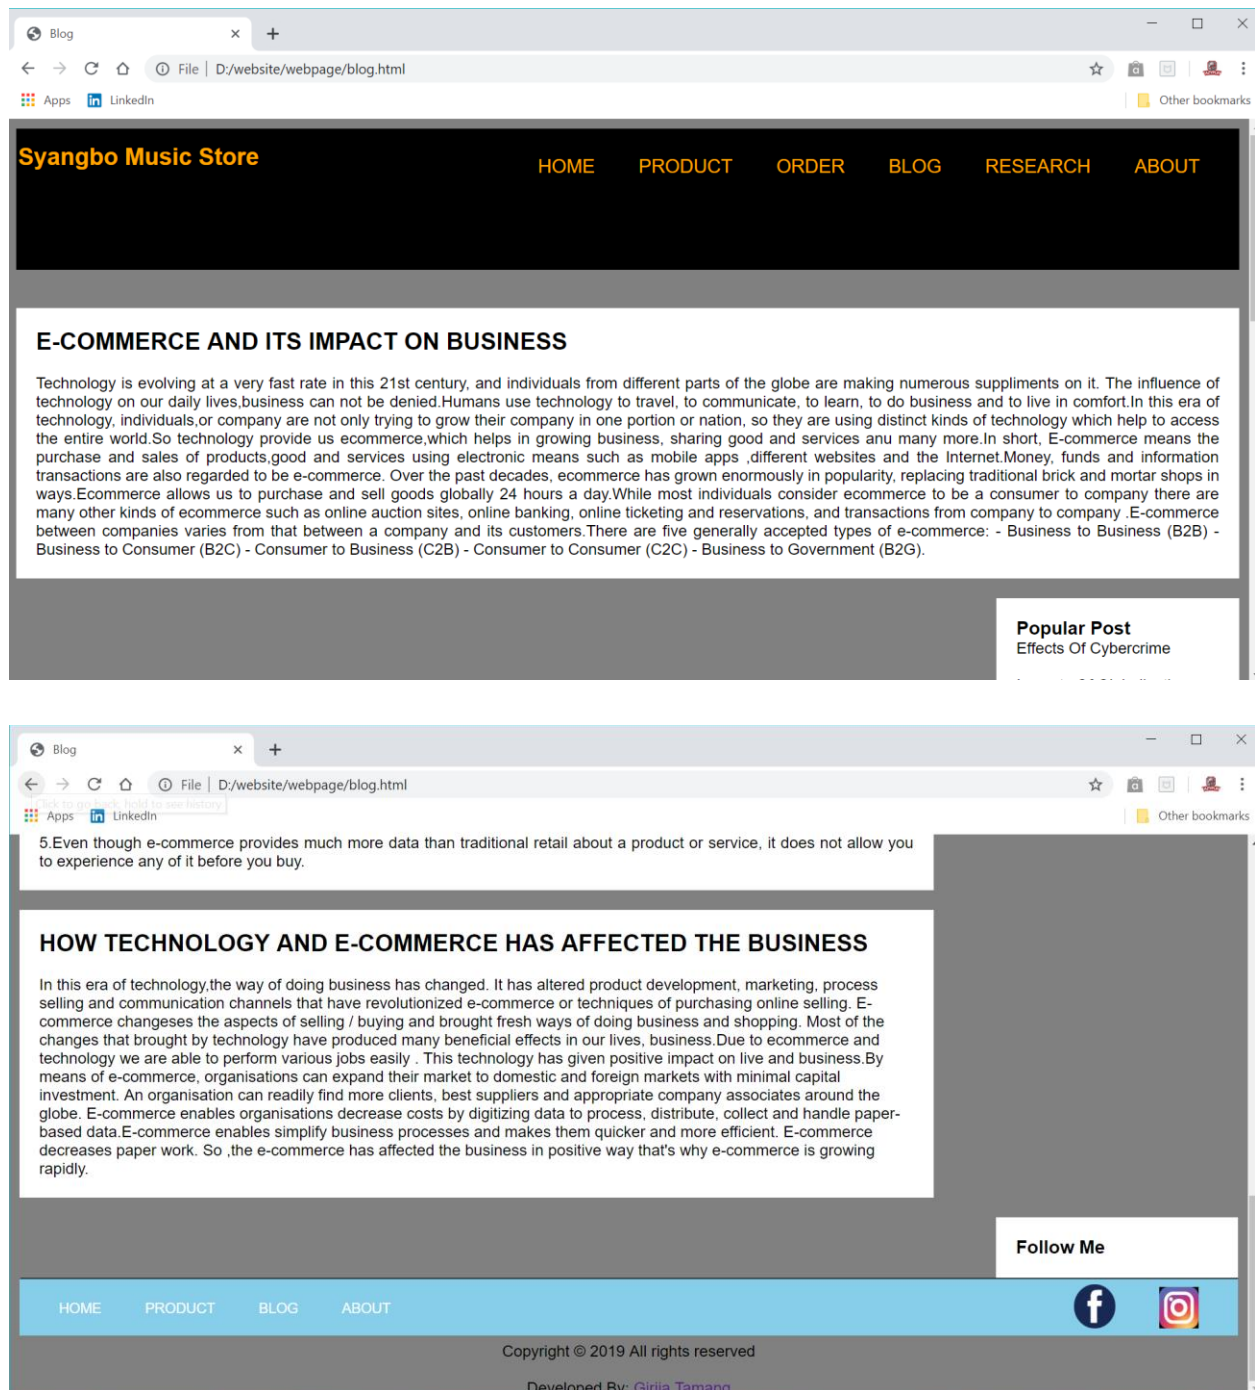 Blog
File | D:/website/webpage/blog.html
Apps LinkedIn Other bookmarks
Syangbo Music Store
HOME PRODUCT ORDER BLOG RESEARCH ABOUT
E-COMMERCE AND ITS IMPACT ON BUSINESS
Technology is evolving at a very fast rate in this 21st century, and individuals from different parts of the globe are making numerous suppliments on it. The influence of
technology on our daily lives,business can not be denied.Humans use technology to travel, to communicate, to learn, to do business and to live in comfort.In this era of
technology, individuals,or company are not only trying to grow their company in one portion or nation, so they are using distinct kinds of technology which help to access
the entire world.So technology provide us ecommerce,which helps in growing business, sharing good and services anu many more.In short, E-commerce means the
purchase and sales of products,good and services using electronic means such as mobile apps ,different websites and the Internet.Money, funds and information
transactions are also regarded to be e-commerce. Over the past decades, ecommerce has grown enormously in popularity, replacing traditional brick and mortar shops in
ways.Ecommerce allows us to purchase and sell goods globally 24 hours a day.While most individuals consider ecommerce to be a consumer to company there are
many other kinds of ecommerce such as online auction sites, online banking, online ticketing and reservations, and transactions from company to company .E-commerce
between companies varies from that between a company and its customers.There are five generally accepted types of e-commerce: - Business to Business (B2B) -
Business to Consumer (B2C) - Consumer to Business (C2B) - Consumer to Consumer (C2C) - Business to Government (B2G).
Popular Post
Effects Of Cybercrime
Blog
File | D:/website/webpage/blog.html
Click to go back, hold to see history
Apps LinkedIn Other bookmarks
5.Even though e-commerce provides much more data than traditional retail about a product or service, it does not allow you
to experience any of it before you buy.
HOW TECHNOLOGY AND E-COMMERCE HAS AFFECTED THE BUSINESS
In this era of technology,the way of doing business has changed. It has altered product development, marketing, process
selling and communication channels that have revolutionized e-commerce or techniques of purchasing online selling. E-
commerce changeses the aspects of selling / buying and brought fresh ways of doing business and shopping. Most of the
changes that brought by technology have produced many beneficial effects in our lives, business.Due to ecommerce and
technology we are able to perform various jobs easily . This technology has given positive impact on live and business.By
means of e-commerce, organisations can expand their market to domestic and foreign markets with minimal capital
investment. An organisation can readily find more clients, best suppliers and appropriate company associates around the
globe. E-commerce enables organisations decrease costs by digitizing data to process, distribute, collect and handle paper-
based data.E-commerce enables simplify business processes and makes them quicker and more efficient. E-commerce
decreases paper work. So ,the e-commerce has affected the business in positive way that's why e-commerce is growing
rapidly.
Follow Me
HOME PRODUCT BLOG ABOUT
Copyright © 2019 All rights reserved
Developed By: Girija Tamang